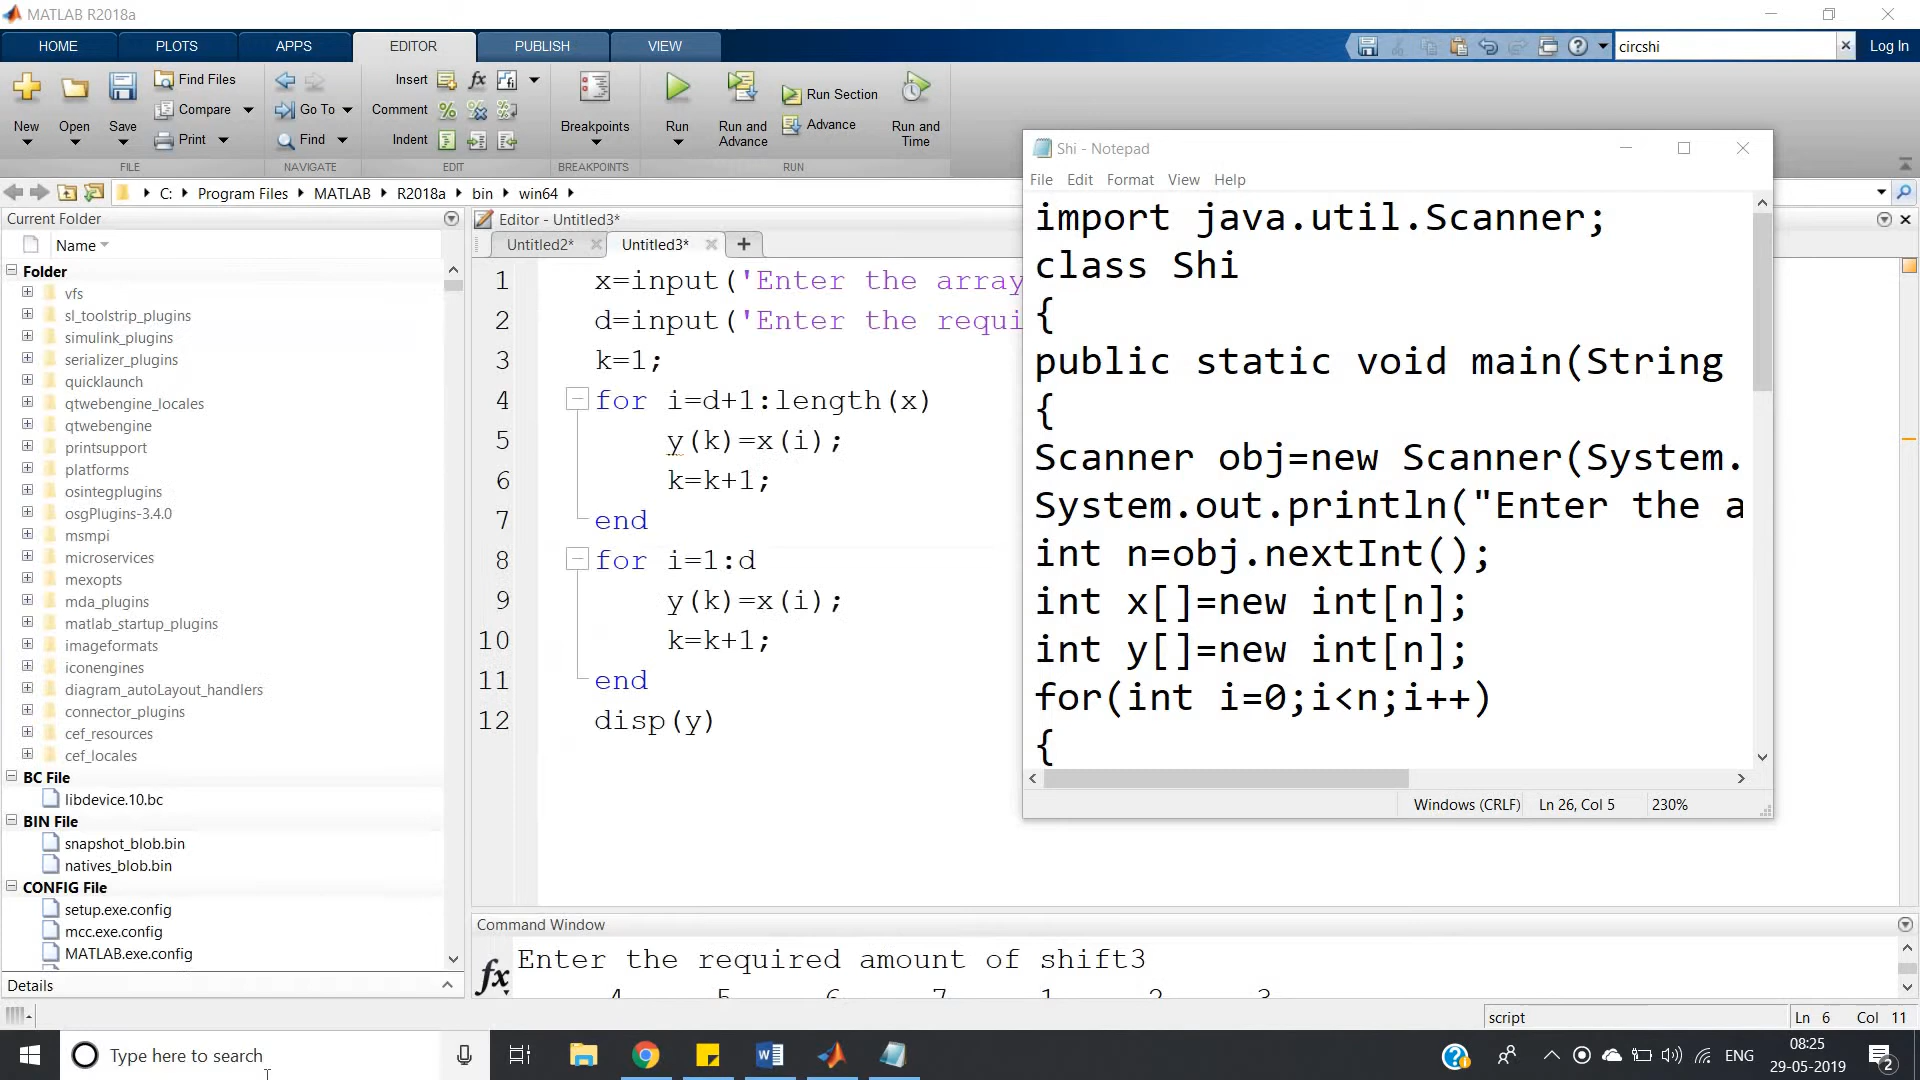 MATLAB R2018a
HOME
PLOTS
APPS
EDITOR
PUBLISH
VIEW
circshi
Log In
New
Open
Save
Find Files
Compare
Print
Go To
Find
Insert
Comment
Indent
fx
Breakpoints
Run
Run and
Advance
Run Section
Advance
Run and
Time
FILE
NAVIGATE
EDIT
BREAKPOINTS
RUN
C:
Program Files
MATLAB
R2018a
bin
win64
Current Folder
Name
Folder
vfs
sl_toolstrip_plugins
simulink_plugins
serializer_plugins
quicklaunch
qtwebengine_locales
qtwebengine
printsupport
platforms
osintegplugins
osgPlugins-3.4.0
msmpi
microservices
mexopts
mda_plugins
matlab_startup_plugins
imageformats
iconengines
diagram_autoLayout_handlers
connector_plugins
cef_resources
cef_locales
BC File
libdevice.10.bc
BIN File
snapshot_blob.bin
natives_blob.bin
CONFIG File
setup.exe.config
mcc.exe.config
MATLAB.exe.config
Details
Editor - Untitled3*
Untitled2*
Untitled3*
1 x=input('Enter the array
2 d=input('Enter the requi
3 k=1;
4 for i=d+1:length(x)
5 y(k)=x(i);
6 k=k+1;
7 end
8 for i=1:d
9 y(k)=x(i);
10 k=k+1;
11 end
12 disp(y)
Shi - Notepad
File Edit Format View Help
import java.util.Scanner;
class Shi
{
public static void main(String
{
Scanner obj=new Scanner(System.
System.out.println("Enter the a
int n=obj.nextInt();
int x[]=new int[n];
int y[]=new int[n];
for(int i=0;i<n;i++)
{
Windows (CRLF)
Ln 26, Col 5
230%
Command Window
fx
Enter the required amount of shift3
4 5 6 7 1 2 3
script
Ln 6 Col 11
Type here to search
ENG
08:25
29-05-2019
2